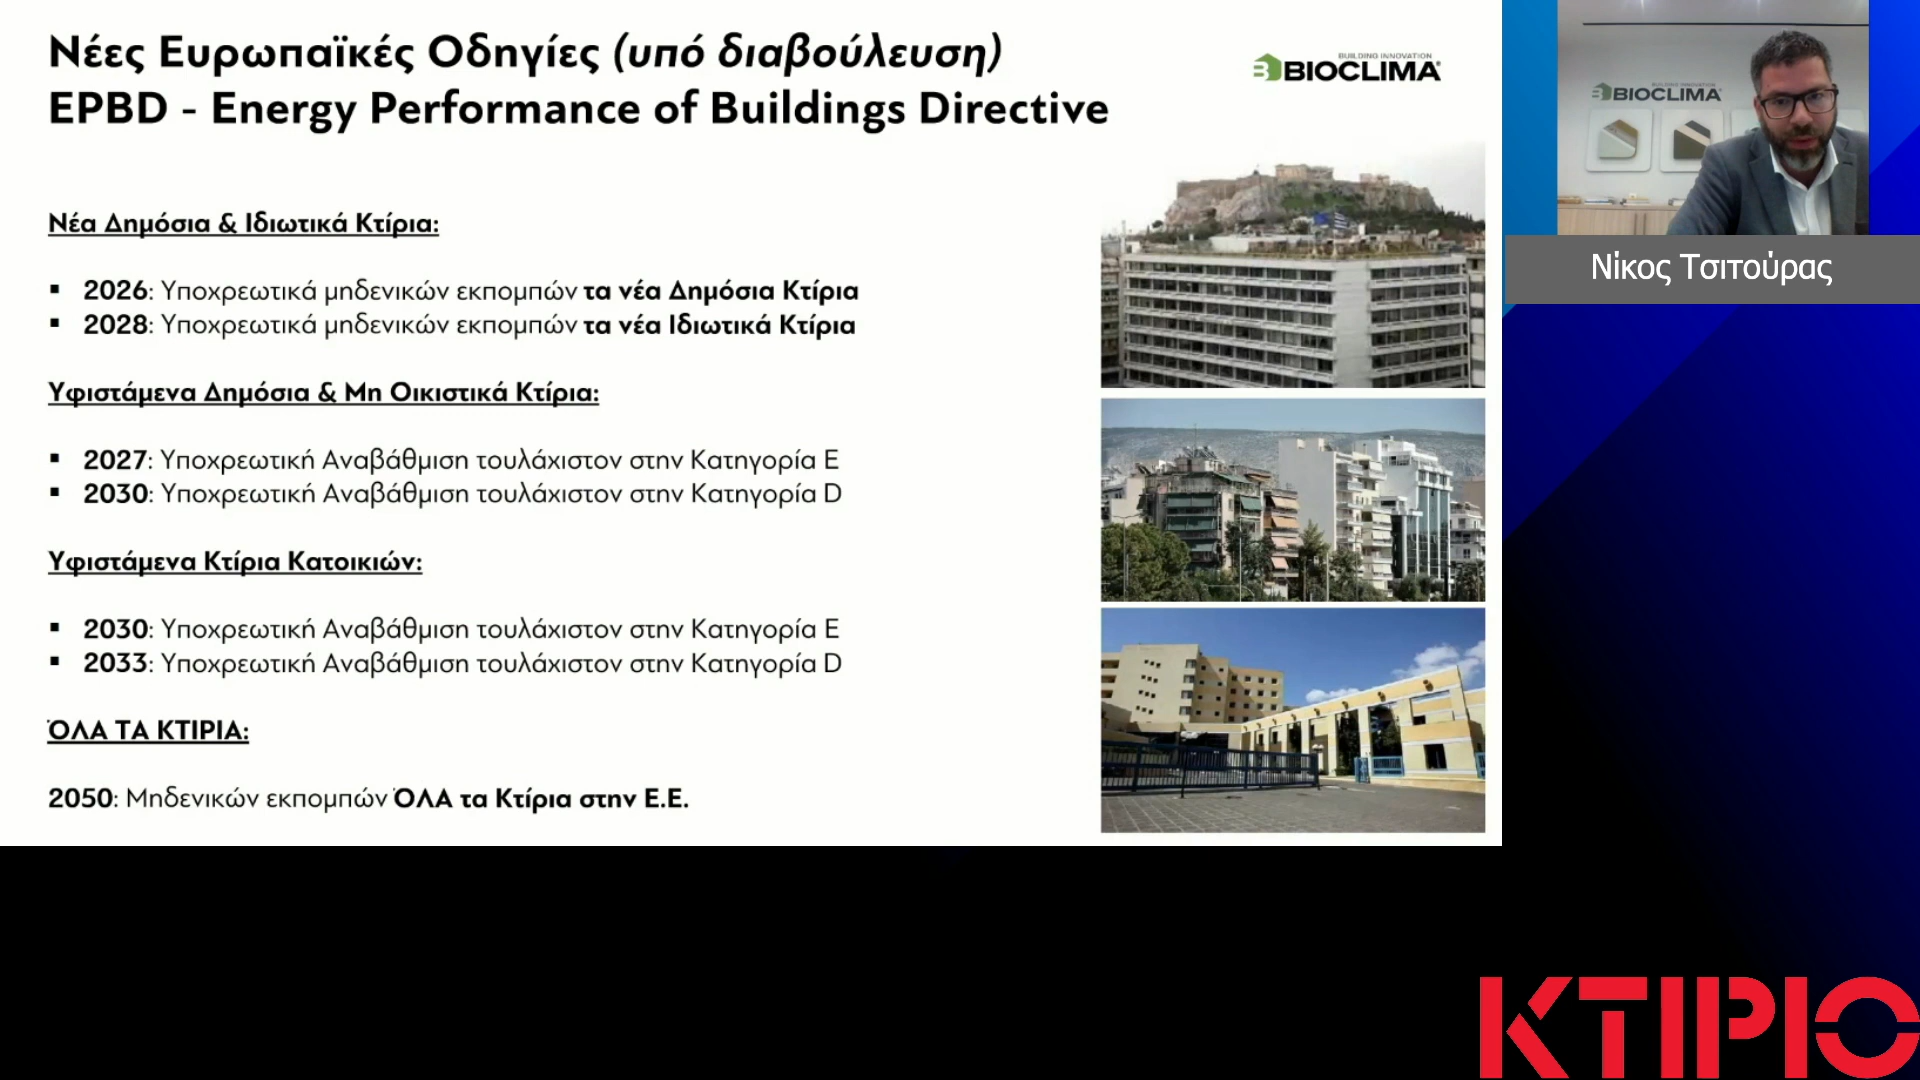 Νέες Ευρωπαϊκές Οδηγίες (υπό διαβούλευση)
EPBD - Energy Performance of Buildings Directive
BUILDING INNOVATION
BIOCLIMA
Νέα Δημόσια & Ιδιωτικά Κτίρια:
▪ 2026: Υποχρεωτικά μηδενικών εκπομπών τα νέα Δημόσια Κτίρια
▪ 2028: Υποχρεωτικά μηδενικών εκπομπών τα νέα Ιδιωτικά Κτίρια
Υφιστάμενα Δημόσια & Μη Οικιστικά Κτίρια:
▪ 2027: Υποχρεωτική Αναβάθμιση τουλάχιστον στην Κατηγορία Ε
▪ 2030: Υποχρεωτική Αναβάθμιση τουλάχιστον στην Κατηγορία D
Υφιστάμενα Κτίρια Κατοικιών:
▪ 2030: Υποχρεωτική Αναβάθμιση τουλάχιστον στην Κατηγορία Ε
▪ 2033: Υποχρεωτική Αναβάθμιση τουλάχιστον στην Κατηγορία D
ΌΛΑ ΤΑ ΚΤΙΡΙΑ:
2050: Μηδενικών εκπομπών ΌΛΑ τα Κτίρια στην Ε.Ε.
BIOCLIMA
Νίκος Τσιτούρας
ΚΤΙΡΙΟ